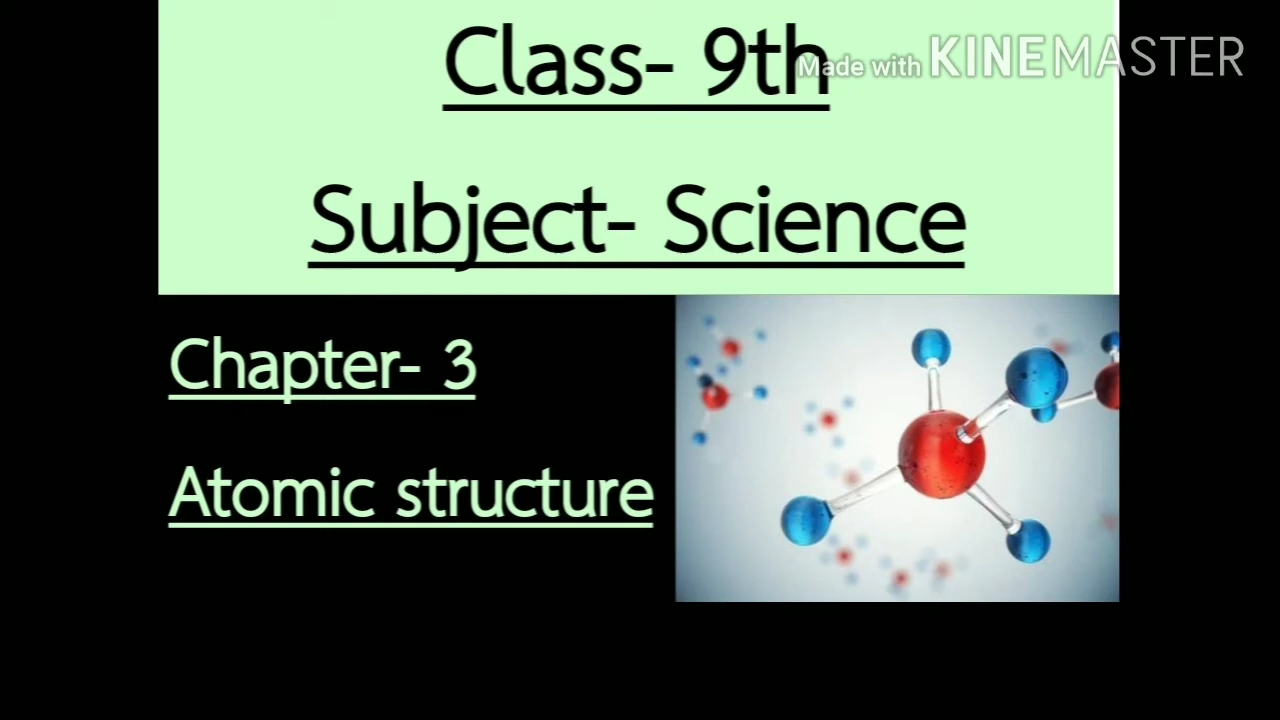 Class- 9th
Made with KINEMASTER
Subject- Science
Chapter- 3
Atomic structure